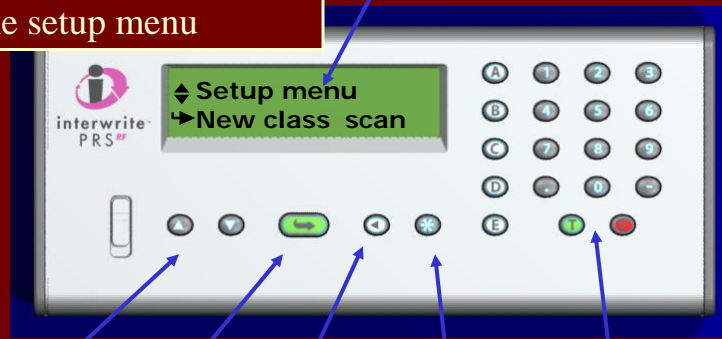 e setup menu
Setup menu
New class scan
interwrite™
PRS RF
A 1 2 3
B 4 5 6
C 7 8 9
D . 0 -
E T